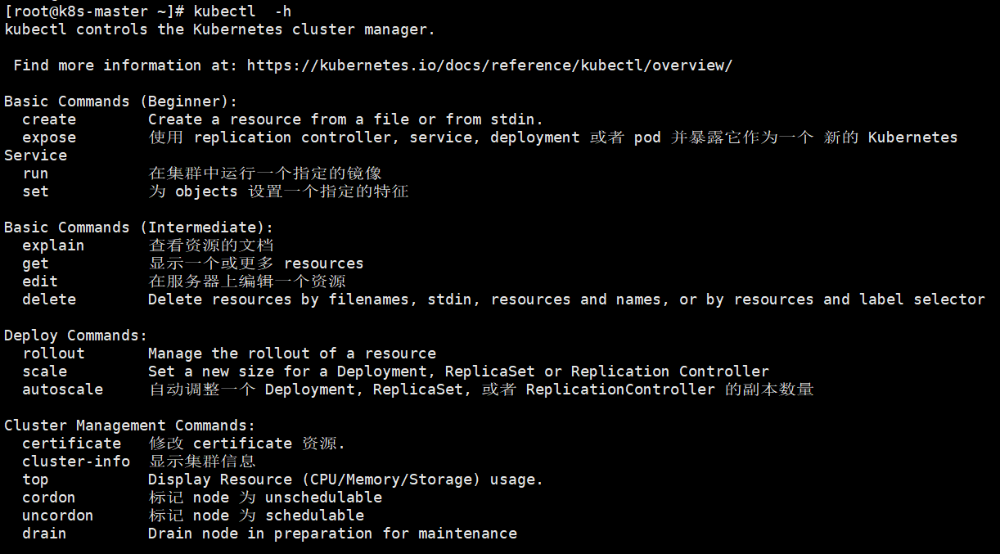 [root@k8s-master ~]# kubectl  -h
kubectl controls the Kubernetes cluster manager.
 Find more information at: https://kubernetes.io/docs/reference/kubectl/overview/
Basic Commands (Beginner):
  create        Create a resource from a file or from stdin.
  expose        使用 replication controller, service, deployment 或者 pod 并暴露它作为一个 新的 Kubernetes
Service
  run           在集群中运行一个指定的镜像
  set           为 objects 设置一个指定的特征
Basic Commands (Intermediate):
  explain       查看资源的文档
  get           显示一个或更多 resources
  edit          在服务器上编辑一个资源
  delete        Delete resources by filenames, stdin, resources and names, or by resources and label selector
Deploy Commands:
  rollout       Manage the rollout of a resource
  scale         Set a new size for a Deployment, ReplicaSet or Replication Controller
  autoscale     自动调整一个 Deployment, ReplicaSet, 或者 ReplicationController 的副本数量
Cluster Management Commands:
  certificate   修改 certificate 资源.
  cluster-info  显示集群信息
  top           Display Resource (CPU/Memory/Storage) usage.
  cordon        标记 node 为 unschedulable
  uncordon      标记 node 为 schedulable
  drain         Drain node in preparation for maintenance